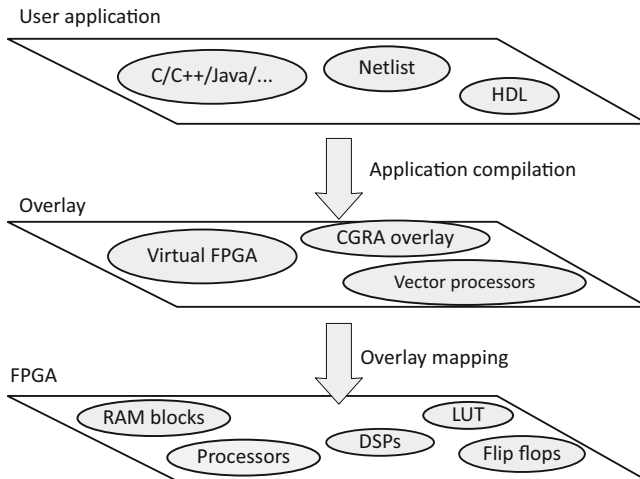 User application
C/C++/Java/...
Netlist
HDL
Application compilation
Overlay
Virtual FPGA
CGRA overlay
Vector processors
Overlay mapping
FPGA
RAM blocks
LUT
DSPs
Processors
Flip flops